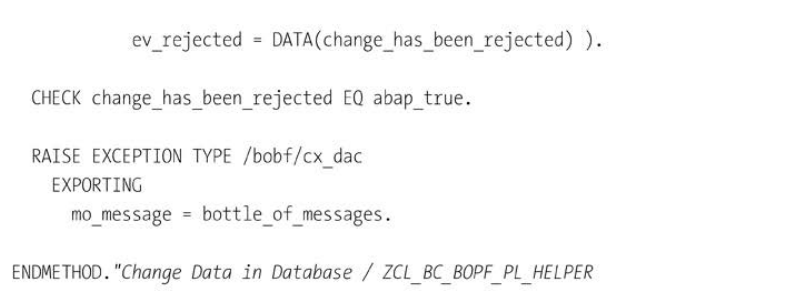 ev_rejected = DATA(change_has_been_rejected) ).
CHECK change_has_been_rejected EQ abap_true.
RAISE EXCEPTION TYPE /bobf/cx_dac
EXPORTING
mo_message = bottle_of_messages.
ENDMETHOD."Change Data in Database / ZCL_BC_BOPF_PL_HELPER